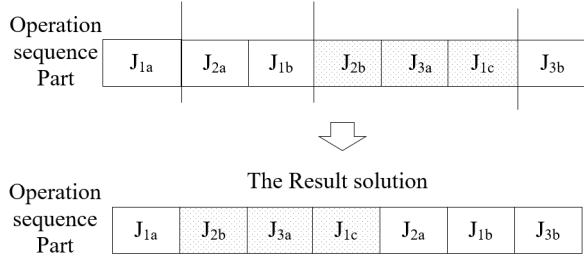 Operation
sequence
Part
J1a J2a J1b J2b J3a J1c J3b
The Result solution
Operation
sequence
Part
J1a J2b J3a J1c J2a J1b J3b